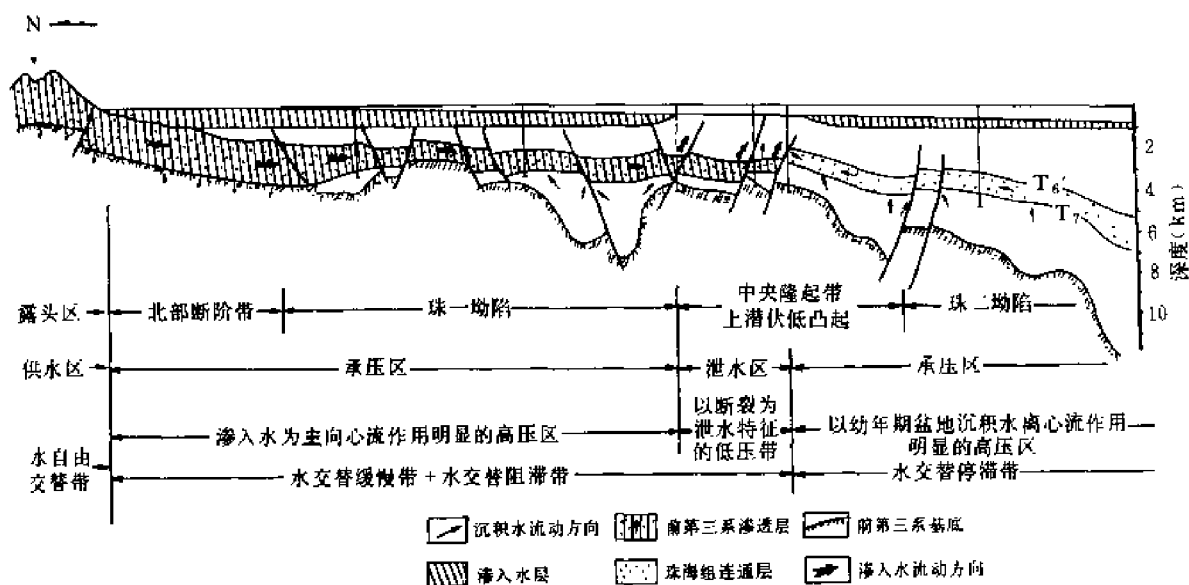 N
2
T₆
4
T₇
6
8
10
深度(km)
露头区
北部断阶带
珠一坳陷
中央隆起带
上潜伏低凸起
珠二坳陷
供水区
承压区
泄水区
承压区
渗入水为主向心流作用明显的高压区
以断裂为
泄水特征
的低压带
以幼年期盆地沉积水离心流作用
明显的高压区
水自由
交替带
水交替缓慢带+水交替阻滞带
水交替停滞带
沉积水流动方向
前第三系渗透层
前第三系基底
渗入水层
珠海组连通层
渗入水流动方向